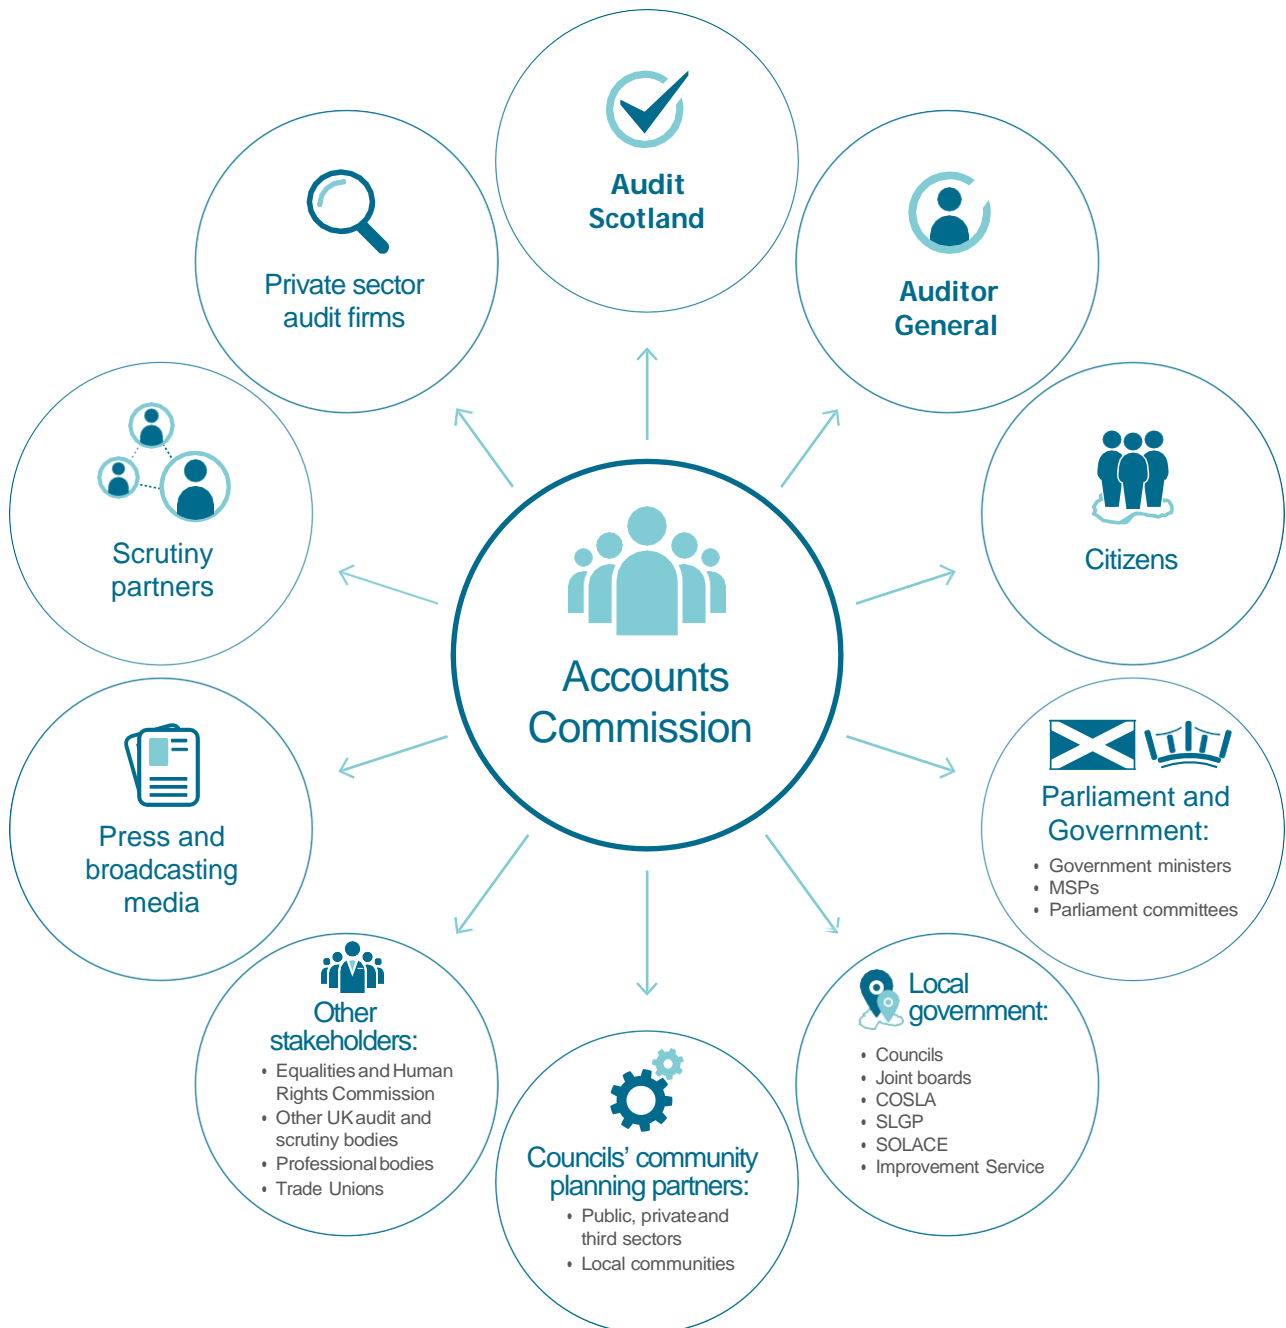 Audit
Scotland
Auditor
General
Private sector
audit firms
Citizens
Scrutiny
partners
Accounts
Commission
Parliament and
Government:
• Government ministers
• MSPs
• Parliament committees
Press and
broadcasting
media
Local
government:
• Councils
• Joint boards
• COSLA
• SLGP
• SOLACE
• Improvement Service
Other
stakeholders:
• Equalities and Human
Rights Commission
• Other UK audit and
scrutiny bodies
• Professional bodies
• Trade Unions
Councils’ community
planning partners:
• Public, private and
third sectors
• Local communities